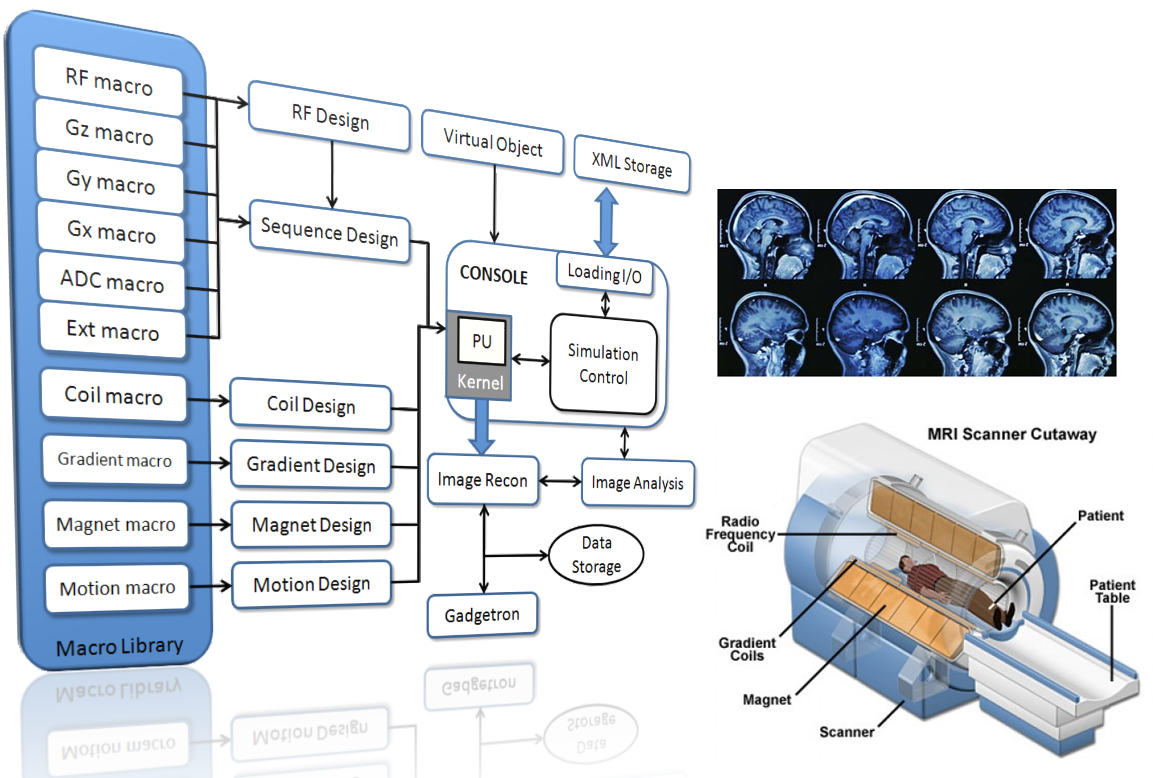 RF macro
Gz macro
Gy macro
Gx macro
ADC macro
Ext macro
Coil macro
Gradient macro
Magnet macro
Motion macro
Macro Library
RF Design
Sequence Design
Coil Design
Gradient Design
Magnet Design
Motion Design
Virtual Object
XML Storage
CONSOLE
Loading I/O
PU
Kernel
Simulation
Control
Image Recon
Image Analysis
Data
Storage
Gadgetron
MRI Scanner Cutaway
Radio
Frequency
Coil
Patient
Patient
Table
Gradient
Coils
Magnet
Scanner